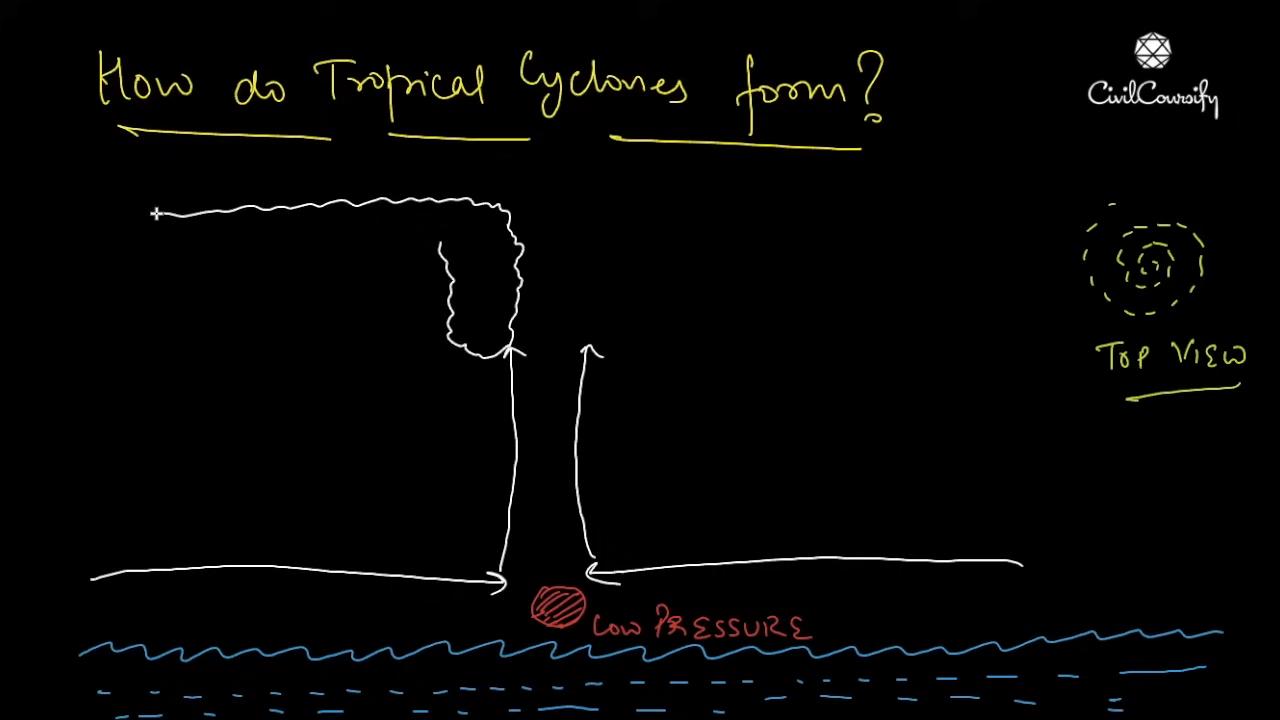 How do Tropical Cyclones form?
CivilCoursify
TOP VIEW
LOW PRESSURE